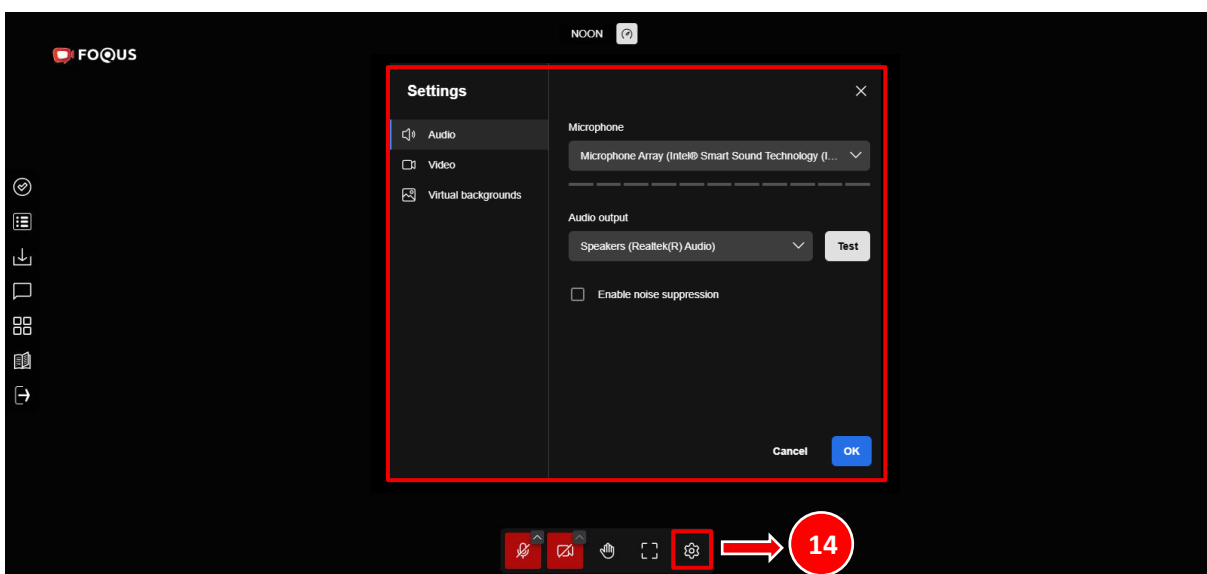 NOON
FOQUS
Settings
Audio
Video
Virtual backgrounds
Microphone
Microphone Array (Intel® Smart Sound Technology (I...
Audio output
Speakers (Realtek(R) Audio)
Test
Enable noise suppression
Cancel
OK
14